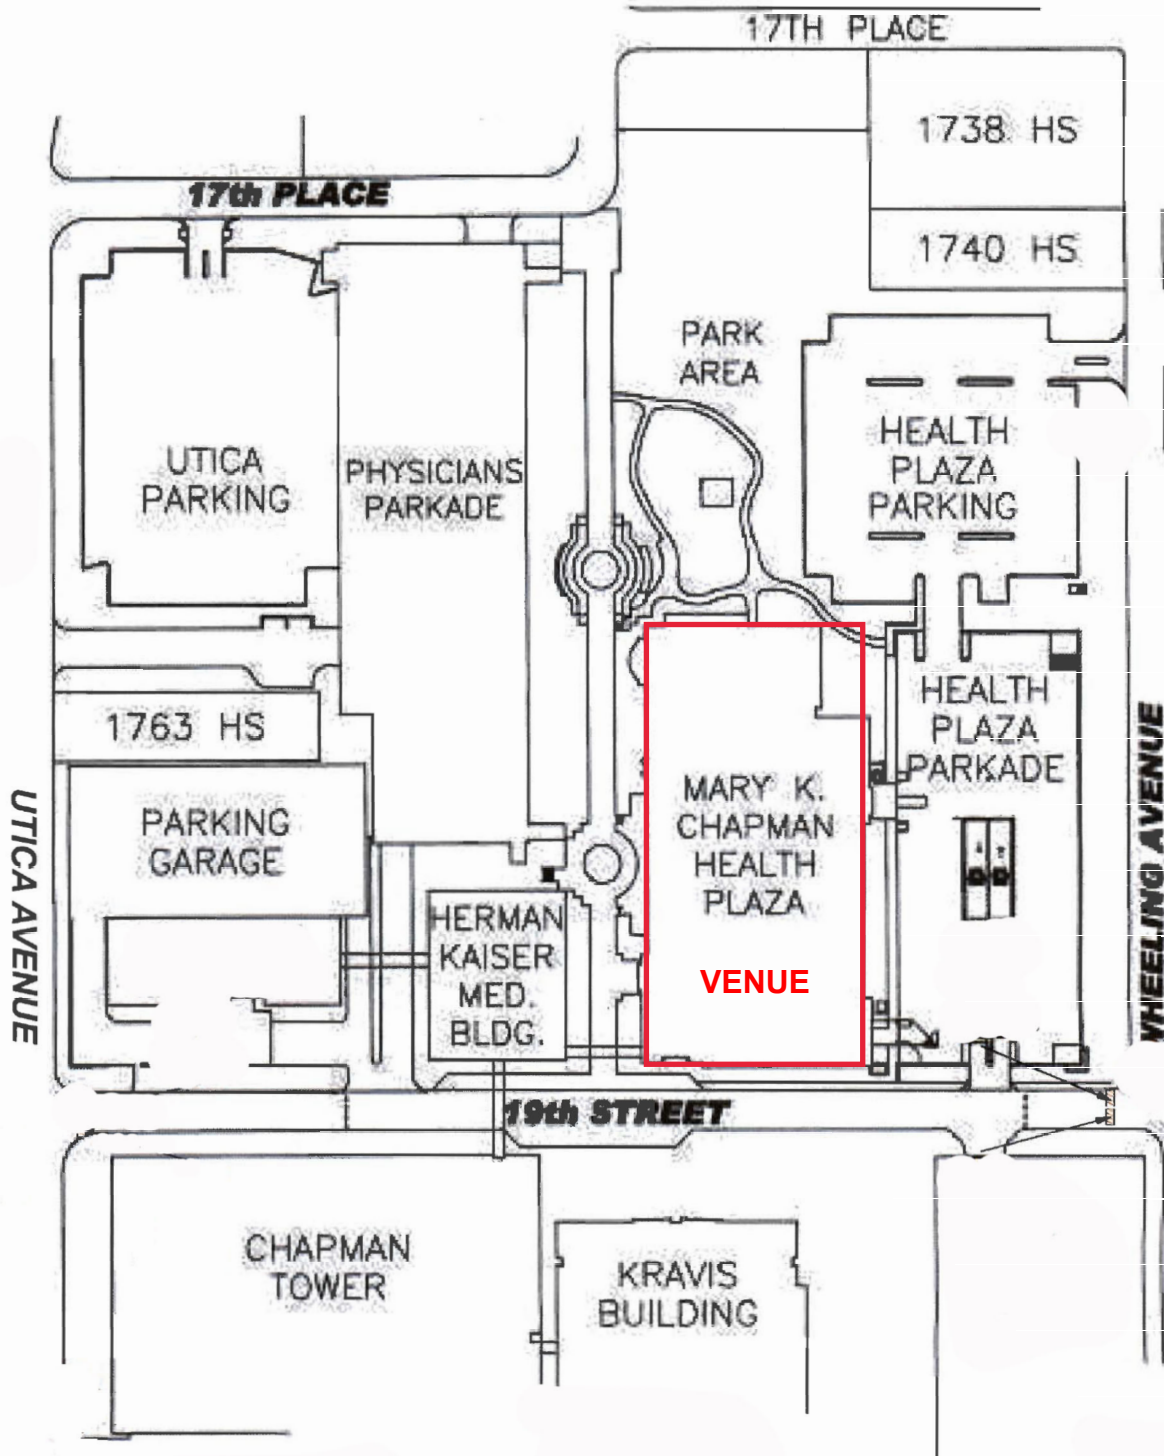 17TH PLACE
1738 HS
17th PLACE
1740 HS
PARK
AREA
HEALTH
PLAZA
PARKING
UTICA
PARKING
PHYSICIANS
PARKADE
HEALTH
PLAZA
PARKADE
1763 HS
MARY K.
CHAPMAN
HEALTH
PLAZA
VENUE
PARKING
GARAGE
HERMAN
KAISER
MED.
BLDG.
UTICA AVENUE
WHEELING AVENUE
19th STREET
CHAPMAN
TOWER
KRAVIS
BUILDING